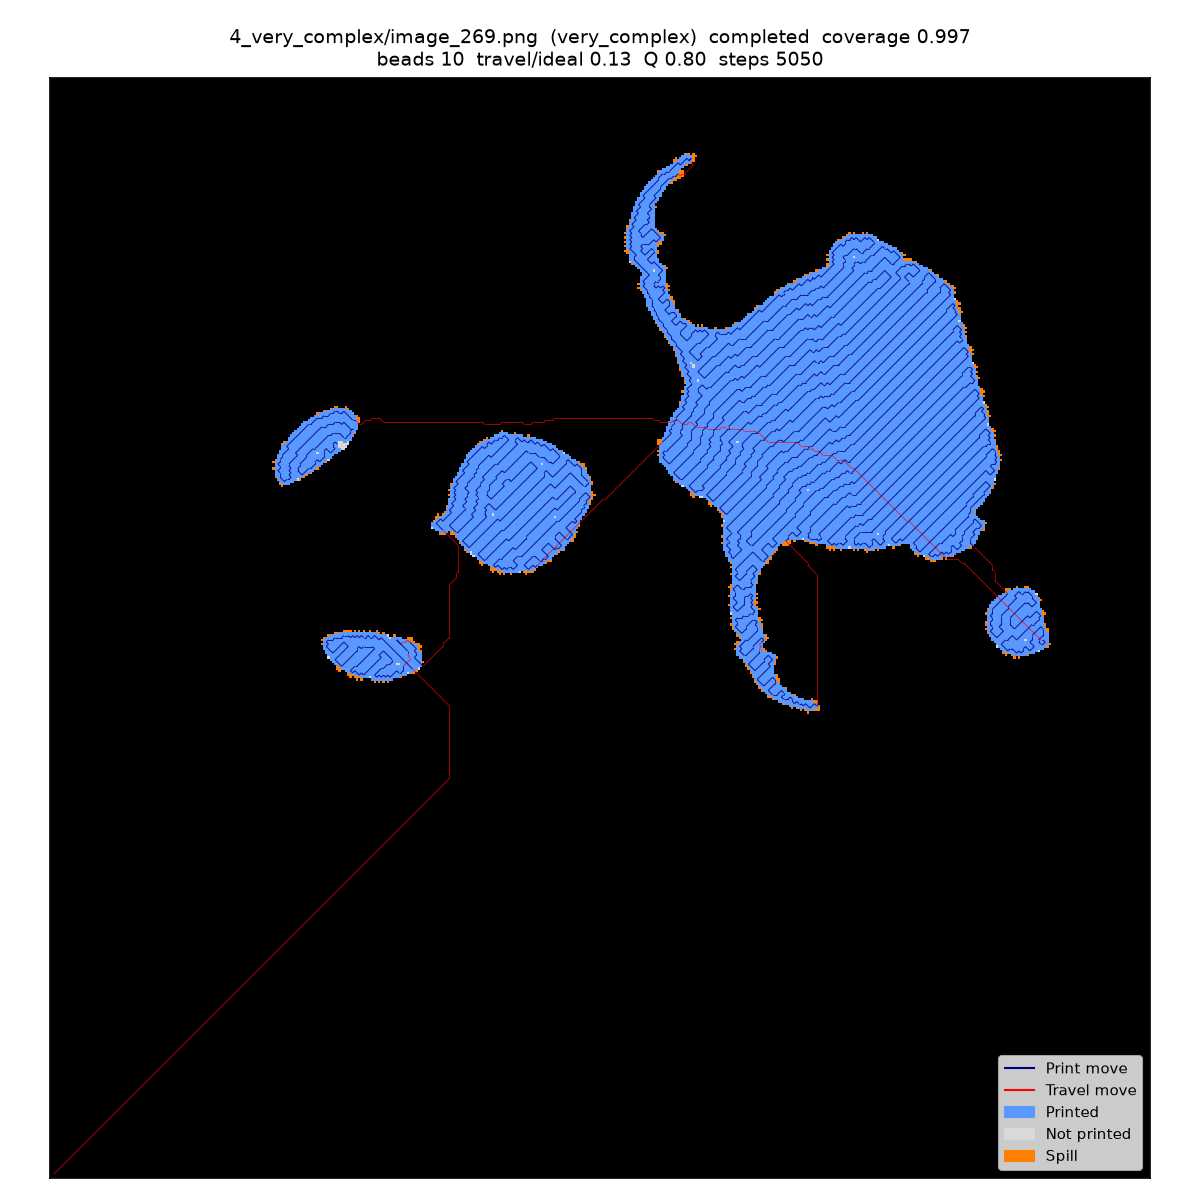 4_very_complex/image_269.png  (very_complex)  completed  coverage 0.997
beads 10  travel/ideal 0.13  Q 0.80  steps 5050
Print move
Travel move
Printed
Not printed
Spill